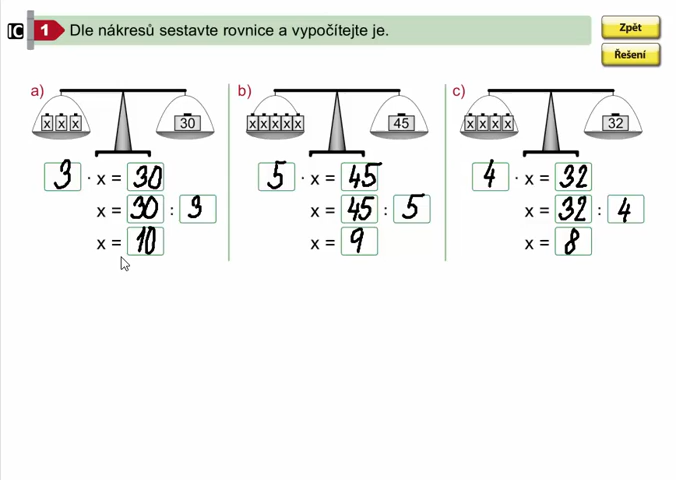 IC 1 Dle nákresů sestavte rovnice a vypočítejte je.
Zpět
Řešení
a)
x x x 30
3 · x = 30
x = 30 : 3
x = 10
b)
x x x x x 45
5 · x = 45
x = 45 : 5
x = 9
c)
x x x x 32
4 · x = 32
x = 32 : 4
x = 8